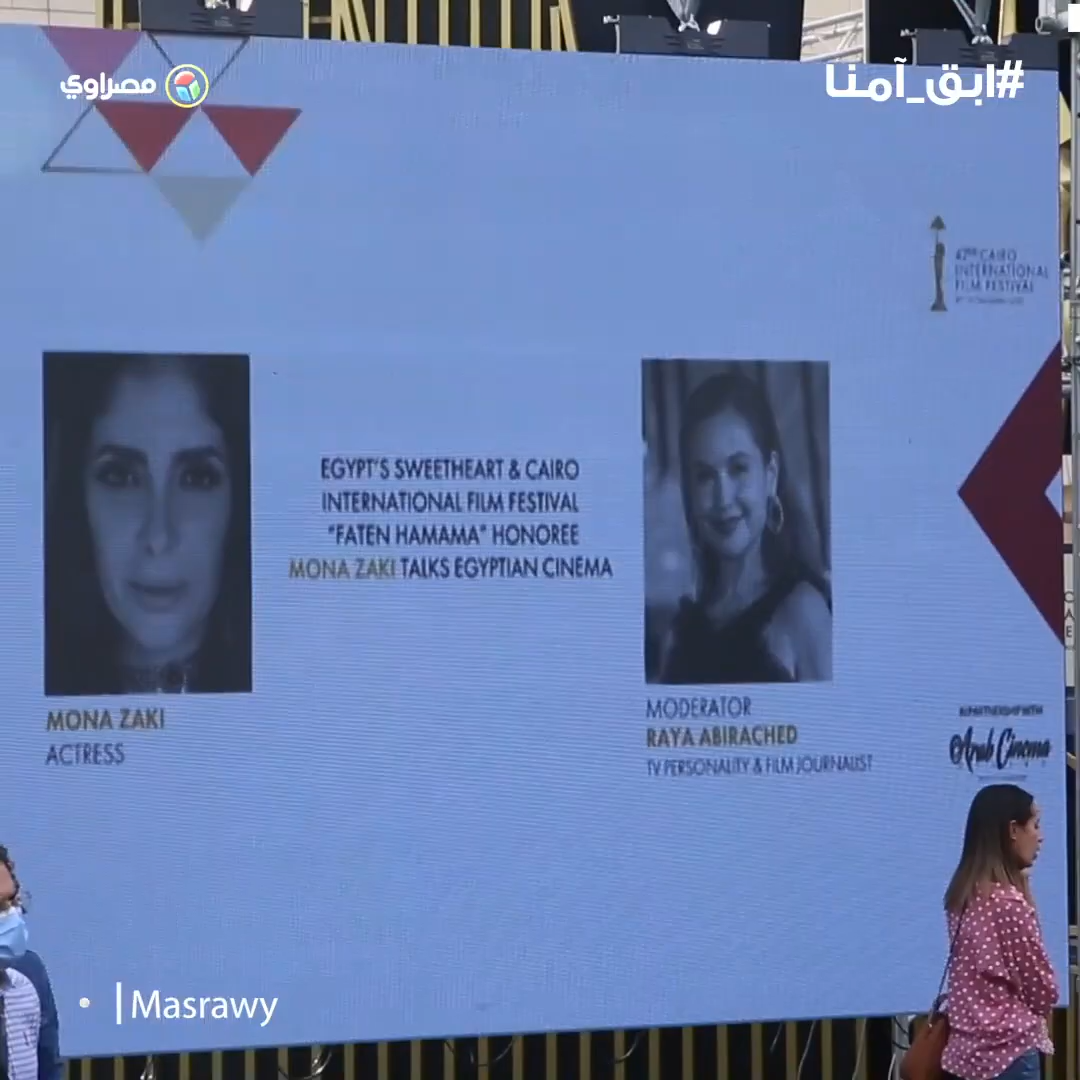 مصراوي
#ابق_آمنا
42ND CAIRO
INTERNATIONAL
FILM FESTIVAL
EGYPT'S SWEETHEART & CAIRO
INTERNATIONAL FILM FESTIVAL
"FATEN HAMAMA" HONOREE
MONA ZAKI TALKS EGYPTIAN CINEMA
MONA ZAKI
ACTRESS
MODERATOR
RAYA ABIRACHED
TV PERSONALITY & FILM JOURNALIST
IN PARTNERSHIP WITH
Arab Cinema
Masrawy